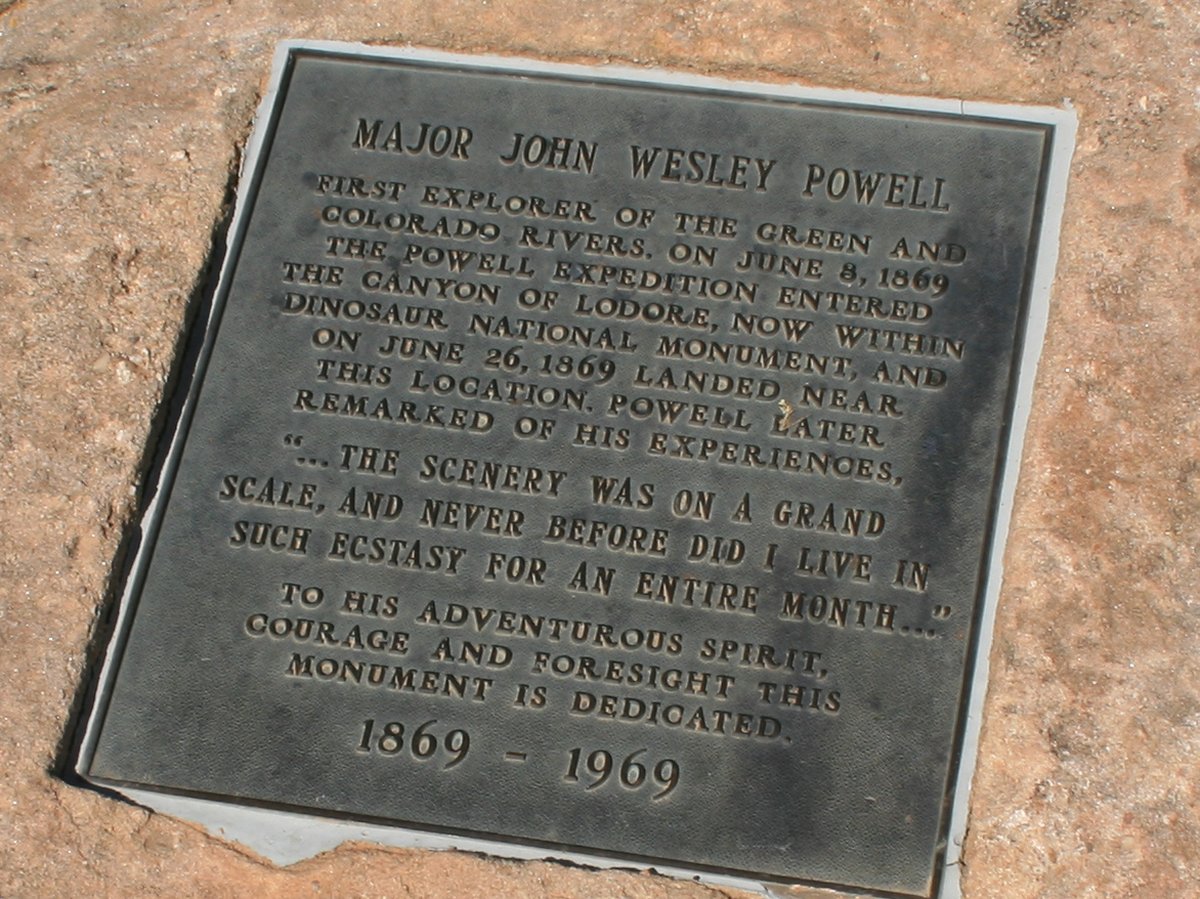 MAJOR JOHN WESLEY POWELL
FIRST EXPLORER OF THE GREEN AND
COLORADO RIVERS. ON JUNE 8, 1869
THE POWELL EXPEDITION ENTERED
THE CANYON OF LODORE, NOW WITHIN
DINOSAUR NATIONAL MONUMENT, AND
ON JUNE 26, 1869 LANDED NEAR
THIS LOCATION. POWELL LATER
REMARKED OF HIS EXPERIENCES,
“...THE SCENERY WAS ON A GRAND
SCALE, AND NEVER BEFORE DID I LIVE IN
SUCH ECSTASY FOR AN ENTIRE MONTH...”
TO HIS ADVENTUROUS SPIRIT,
COURAGE AND FORESIGHT THIS
MONUMENT IS DEDICATED.
1869 - 1969